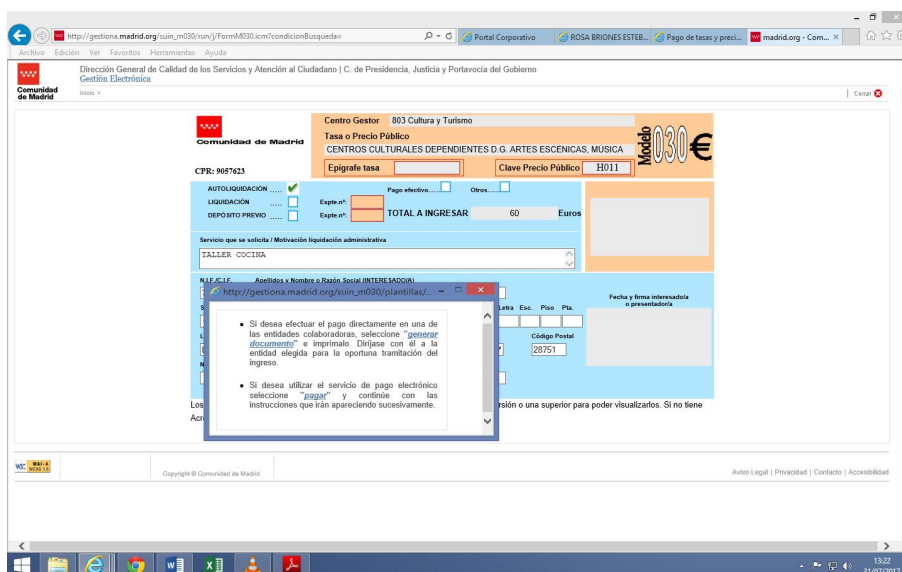 http://gestiona.madrid.org/suin_m030/run/j/FormM030.icm?condicionBusqueda=
Portal Corporativo
ROSA BRIONES ESTEB...
Pago de tasas y preci...
madrid.org - Com...
Archivo Edición Ver Favoritos Herramientas Ayuda
Dirección General de Calidad de los Servicios y Atención al Ciudadano | C. de Presidencia, Justicia y Portavocía del Gobierno
Gestión Electrónica
Comunidad de Madrid
Inicio >
Cerrar
Comunidad de Madrid
CPR: 9057623
Centro Gestor 803 Cultura y Turismo
Tasa o Precio Público
CENTROS CULTURALES DEPENDIENTES D.G. ARTES ESCÉNICAS, MÚSICA
Epígrafe tasa
Clave Precio Público H011
Modelo 030 €
AUTOLIQUIDACIÓN .....
Pago efectivo.....
Otros.....
LIQUIDACIÓN .....
Expte.nº:
DEPÓSITO PREVIO .....
Expte.nº:
TOTAL A INGRESAR 60 Euros
Servicio que se solicita / Motivación liquidación administrativa
TALLER COCINA
N.I.F./C.I.F. Apellidos y Nombre o Razón Social (INTERESADO/A)
Fecha y firma interesado/a
o presentador/a
Letra Esc. Piso Pta.
Código Postal
28751
http://gestiona.madrid.org/suin_m030/plantillas/...
Si desea efectuar el pago directamente en una de
las entidades colaboradoras, seleccione "generar
documento" e imprímalo. Diríjase con él a la
entidad elegida para la oportuna tramitación del
ingreso.
Si desea utilizar el servicio de pago electrónico
seleccione "pagar" y continúe con las
instrucciones que irán apareciendo sucesivamente.
Los
rsión o una superior para poder visualizarlos. Si no tiene
Acr
W3C WAI-A WCAG 1.0
Copyright © Comunidad de Madrid.
Aviso Legal | Privacidad | Contacto | Accesibilidad
13:22
21/07/2017